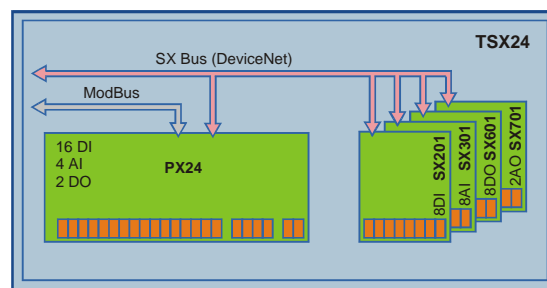 TSX24
SX Bus (DeviceNet)
ModBus
16 DI
4 AI
2 DO
PX24
8DI SX201
8AI SX301
8DO SX601
2AO SX701